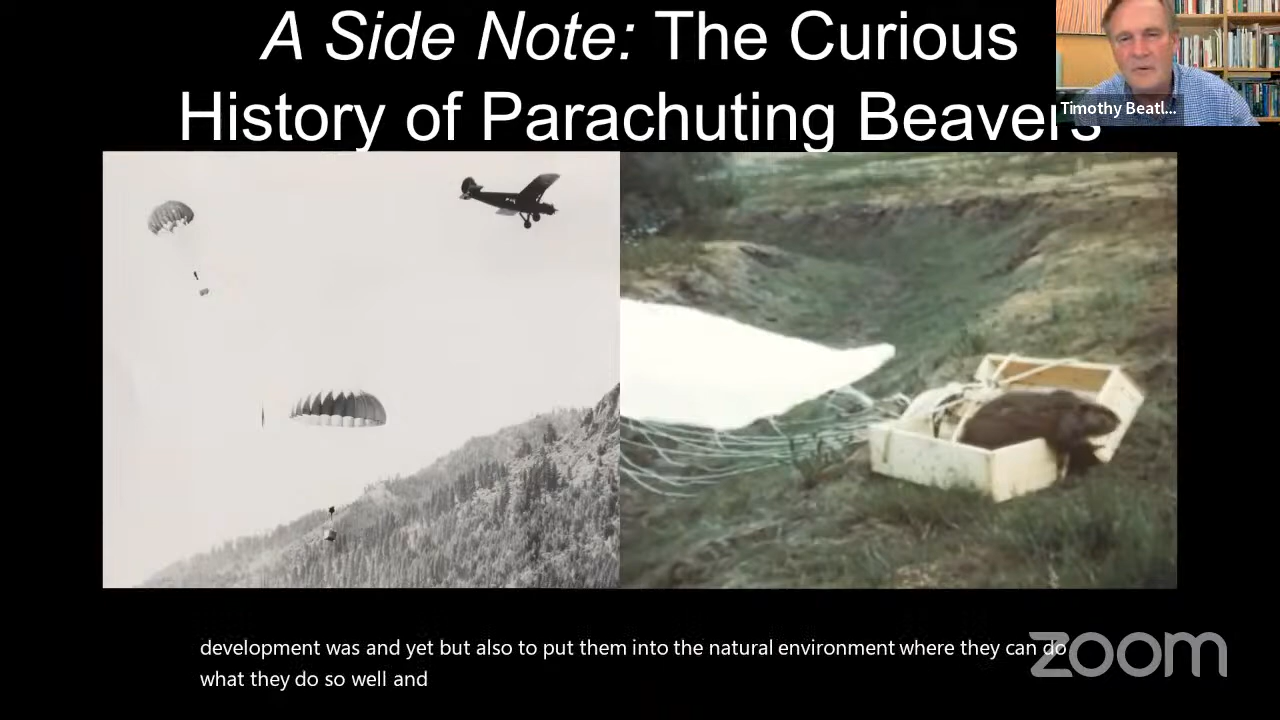 A Side Note: The Curious
History of Parachuting Beavers
Timothy Beatl...
development was and yet but also to put them into the natural environment where they can do
what they do so well and
zoom